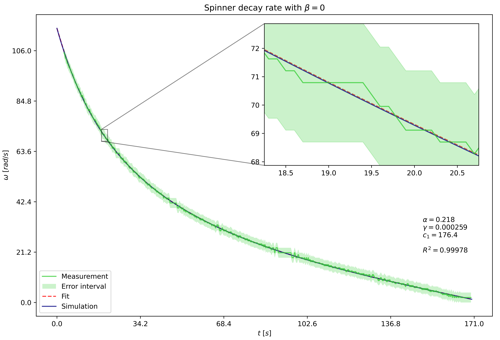 Spinner decay rate with β = 0
ω [rad/s]
106.0
84.8
63.6
42.4
21.2
0.0
72
71
70
69
68
18.5 19.0 19.5 20.0 20.5
α = 0.218
γ = 0.000259
c₁ = 176.4
R² = 0.99978
Measurement
Error interval
Fit
Simulation
0.0 34.2 68.4 102.6 136.8 171.0
t [s]